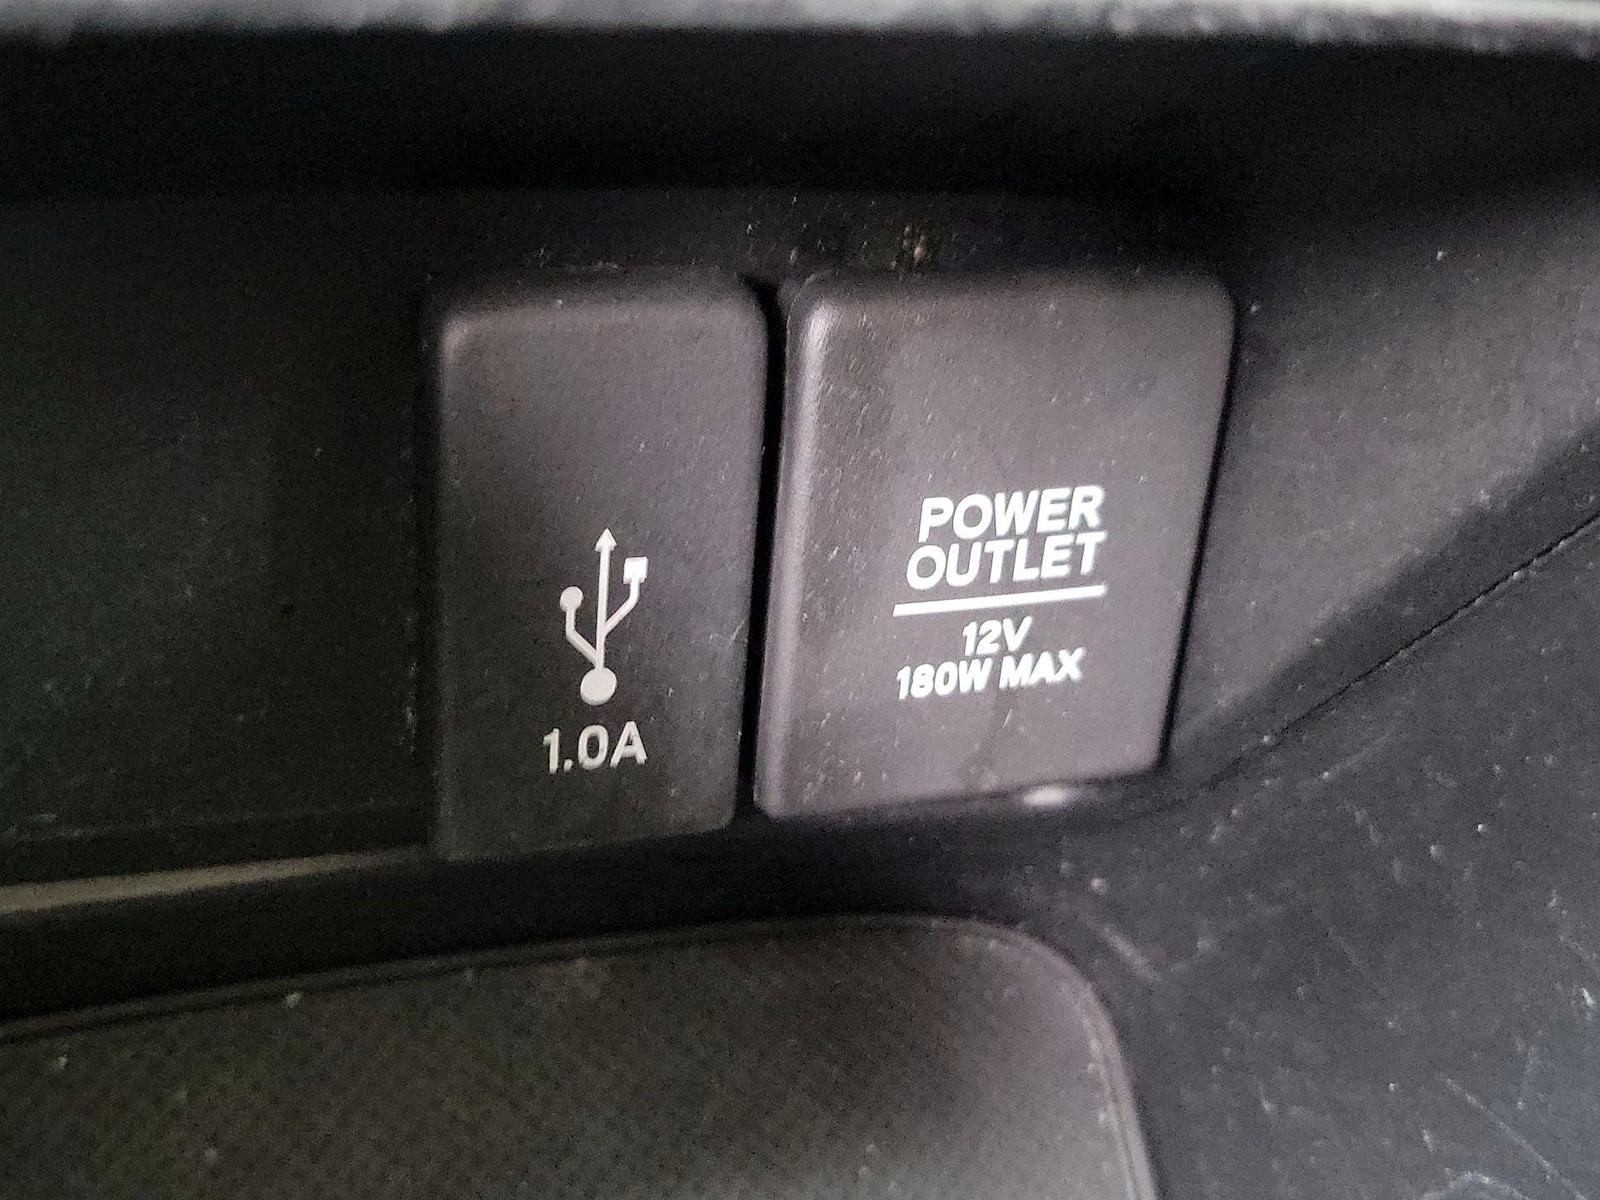 1.0A
POWER
OUTLET
12V
180W MAX